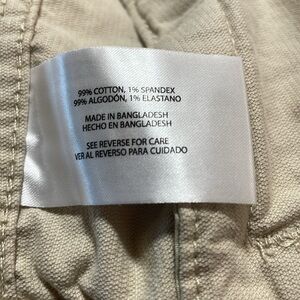 99% COTTON, 1% SPANDEX
99% ALGODÓN, 1% ELASTANO
MADE IN BANGLADESH
HECHO EN BANGLADESH
SEE REVERSE FOR CARE
VER AL REVERSO PARA CUIDADO